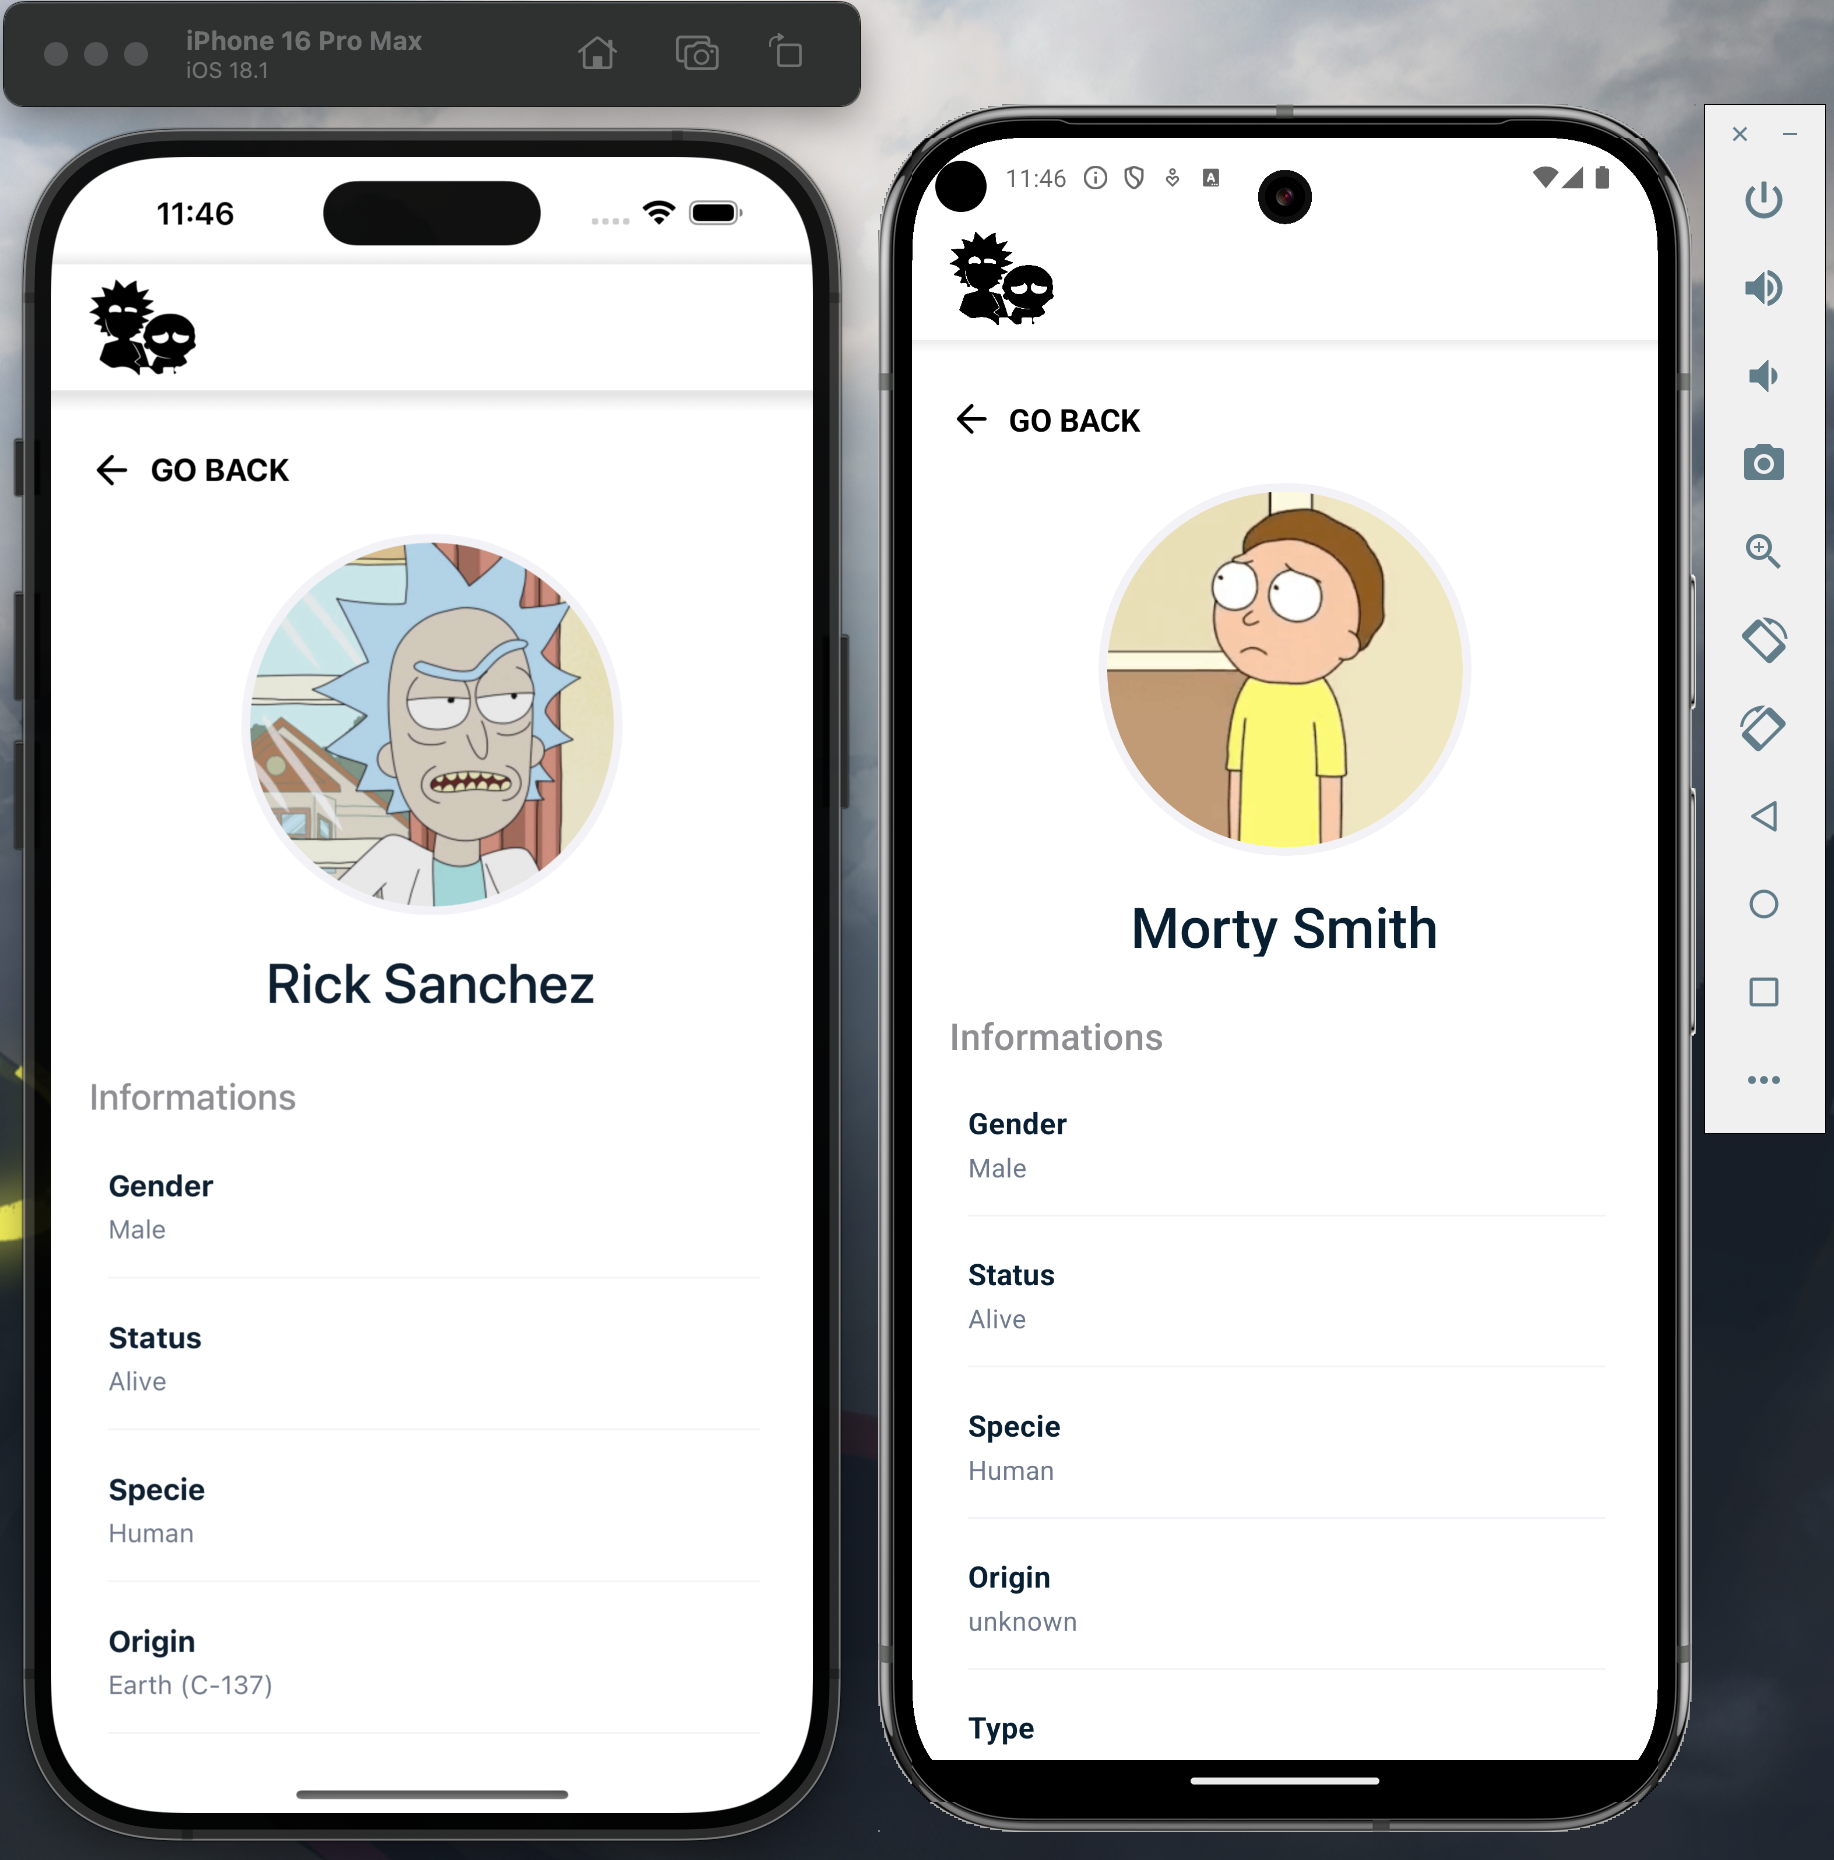 iPhone 16 Pro Max
iOS 18.1
11:46
GO BACK
Rick Sanchez
Informations
Gender
Male
Status
Alive
Specie
Human
Origin
Earth (C-137)
11:46
A
GO BACK
Morty Smith
Informations
Gender
Male
Status
Alive
Specie
Human
Origin
unknown
Type